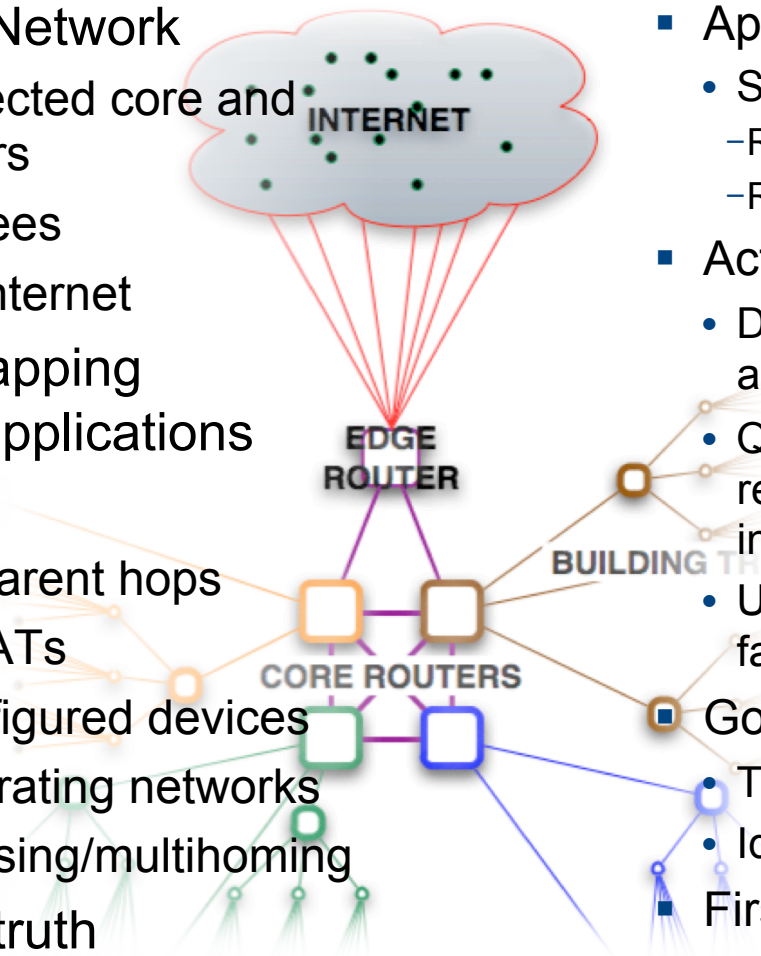 Network
ected core and
rs
ees
nternet
apping
pplications
arent hops
ATs
figured devices
rating networks
sing/multihoming
truth
INTERNET
EDGE
ROUTER
CORE ROUTERS
BUILDING
Ap
• S
–R
–R
Act
• D
a
• Q
re
in
• U
fa
Go
• T
• Id
Firs